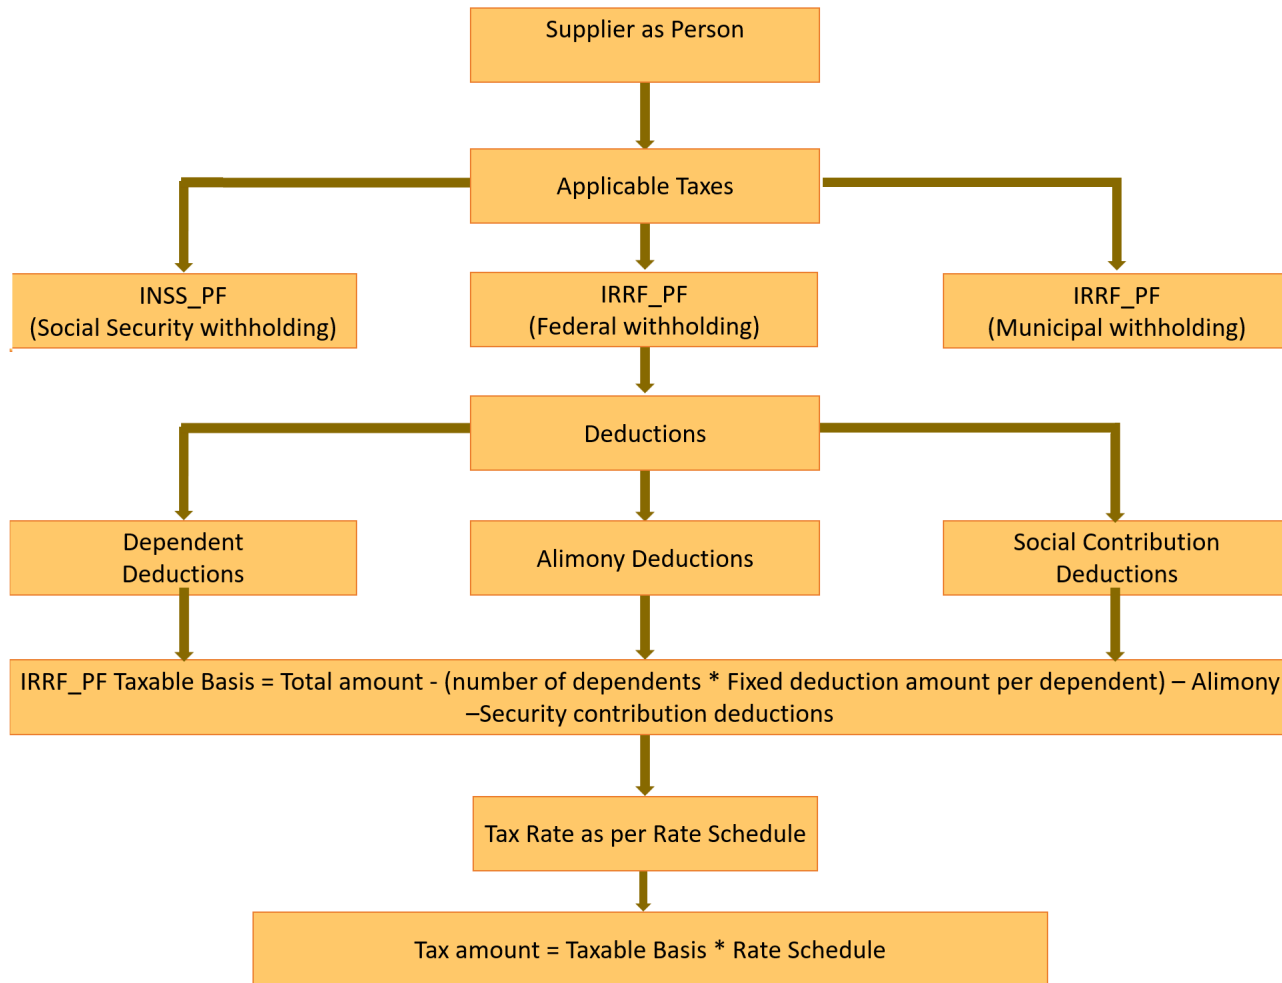 Supplier as Person
Applicable Taxes
INSS_PF
(Social Security withholding)
IRRF_PF
(Federal withholding)
IRRF_PF
(Municipal withholding)
Deductions
Dependent
Deductions
Alimony Deductions
Social Contribution
Deductions
IRRF_PF Taxable Basis = Total amount - (number of dependents * Fixed deduction amount per dependent) – Alimony
–Security contribution deductions
Tax Rate as per Rate Schedule
Tax amount = Taxable Basis * Rate Schedule